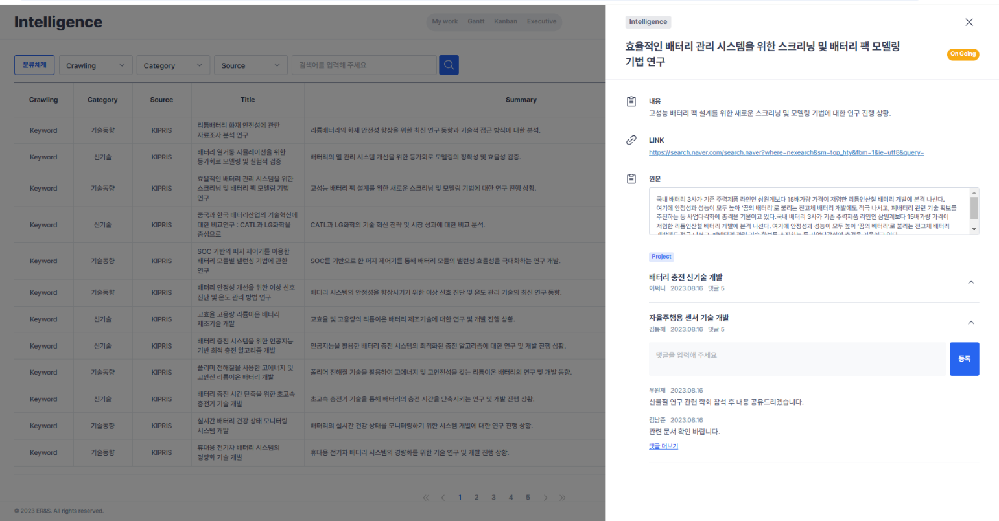 Intelligence
My work Gantt Kanban Executive
분류체계 Crawling Category Source 검색어를 입력해 주세요
Crawling Category Source Title Summary
Keyword 기술동향 KIPRIS 리튬배터리 화재 안전성에 관한 자료조사 분석 연구 리튬배터리의 화재 안전성 향상을 위한 최신 연구 동향과 기술적 접근 방식에 대한 분석.
Keyword 신기술 KIPRIS 배터리 열거동 시뮬레이션을 위한 등가회로 모델링 및 실험적 검증 배터리의 열 관리 시스템 개선을 위한 등가회로 모델링의 정확성 및 효율성 검증.
Keyword 기술동향 KIPRIS 효율적인 배터리 관리 시스템을 위한 스크리닝 및 배터리 팩 모델링 기법 연구 고성능 배터리 팩 설계를 위한 새로운 스크리닝 및 모델링 기법에 대한 연구 진행 상황.
Keyword 신기술 KIPRIS 중국과 한국 배터리산업의 기술혁신에 대한 비교연구 : CATL과 LG화학을 중심으로 CATL과 LG화학의 기술 혁신 전략 및 시장 성과에 대한 비교 분석.
Keyword 기술동향 KIPRIS SOC 기반의 퍼지 제어기를 이용한 배터리 모듈별 밸런싱 기법에 관한 연구 SOC를 기반으로 한 퍼지 제어기를 통해 배터리 모듈의 밸런싱 효율성을 극대화하는 연구 개발.
Keyword 기술동향 KIPRIS 배터리 안정성 개선을 위한 이상 신호 진단 및 온도 관리 방법 연구 배터리 시스템의 안정성을 향상시키기 위한 이상 신호 진단 및 온도 관리 기술의 최신 연구 동향.
Keyword 신기술 KIPRIS 고효율 고용량 리튬이온 배터리 제조기술 개발 고효율 및 고용량의 리튬이온 배터리 제조기술에 대한 연구 및 개발 진행 상황.
Keyword 신기술 KIPRIS 배터리 충전 시스템을 위한 인공지능 기반 최적 충전 알고리즘 개발 인공지능을 활용한 배터리 충전 시스템의 최적화된 충전 알고리즘에 대한 연구 및 개발 진행 상황.
Keyword 기술동향 KIPRIS 폴리머 전해질을 사용한 고에너지 및 고안전 리튬이온 배터리 개발 폴리머 전해질 기술을 활용하여 고에너지 및 고안전성을 갖는 리튬이온 배터리의 연구 및 개발 동향.
Keyword 신기술 KIPRIS 배터리 충전 시간 단축을 위한 초고속 충전기 기술 개발 초고속 충전기 기술을 통해 배터리의 충전 시간을 단축시키는 연구 및 개발 진행 상황.
Keyword 기술동향 KIPRIS 실시간 배터리 건강 상태 모니터링 시스템 개발 배터리의 실시간 건강 상태를 모니터링하기 위한 시스템 개발에 대한 연구 진행 상황.
Keyword 기술동향 KIPRIS 휴대용 전기차 배터리 시스템의 경량화 기술 개발 휴대용 전기차 배터리 시스템의 경량화를 위한 기술 연구 및 개발 진행 상황.
1 2 3 4 5
© 2023 ER&S. All rights reserved.
Intelligence
효율적인 배터리 관리 시스템을 위한 스크리닝 및 배터리 팩 모델링
기법 연구
On Going
내용
고성능 배터리 팩 설계를 위한 새로운 스크리닝 및 모델링 기법에 대한 연구 진행 상황.
LINK
https://search.naver.com/search.naver?where=nexearch&sm=top_hty&fbm=1&ie=utf8&query=
원문
국내 배터리 3사가 기존 주력제품 라인인 삼원계보다 15배가량 가격이 저렴한 리튬인산철 배터리 개발에 본격 나선다.
여기에 안정성과 성능이 모두 높아 '꿈의 배터리'로 불리는 전고체 배터리 개발에도 적극 나서고, 폐배터리 관련 기술 확보를
추진하는 등 사업다각화에 총력을 기울이고 있다.국내 배터리 3사가 기존 주력제품 라인인 삼원계보다 15배가량 가격이
저렴한 리튬인산철 배터리 개발에 본격 나선다. 여기에 안정성과 성능이 모두 높아 '꿈의 배터리'로 불리는 전고체 배터리
개발에도 적극 나서고, 폐배터리 관련 기술 확보를 추진하는 등 사업다각화에 총력을 기울이고 있다.
Project
배터리 충전 신기술 개발
이써니 2023.08.16 댓글 5
자율주행용 센서 기술 개발
김통깨 2023.08.16 댓글 5
댓글을 입력해 주세요
등록
우원재 2023.08.16
신물질 연구 관련 학회 참석 후 내용 공유드리겠습니다.
김남준 2023.08.16
관련 문서 확인 바랍니다.
댓글 더보기